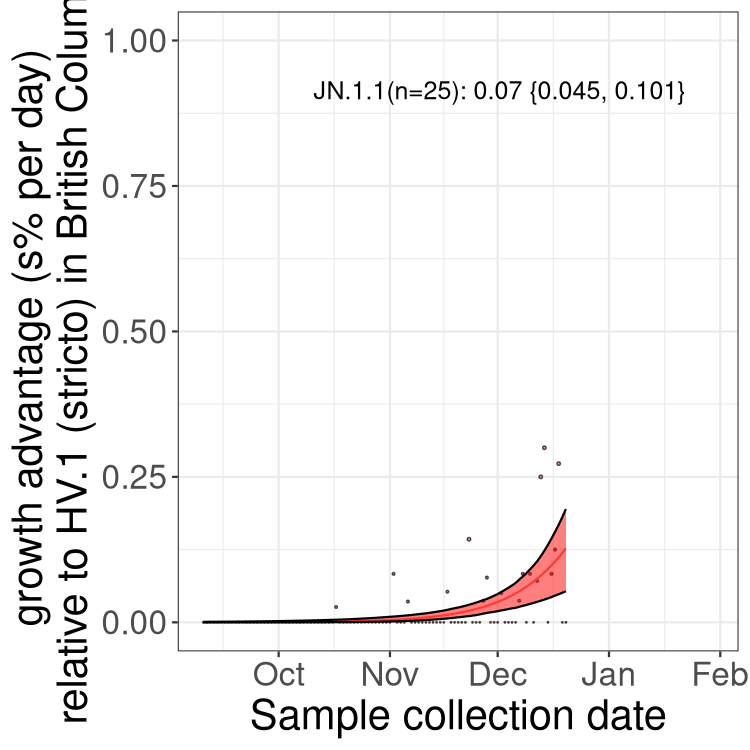 growth advantage (s% per day)
relative to HV.1 (stricto) in British Colum
1.00
0.75
0.50
0.25
0.00
JN.1.1(n=25): 0.07 {0.045, 0.101}
Oct Nov Dec Jan Feb
Sample collection date